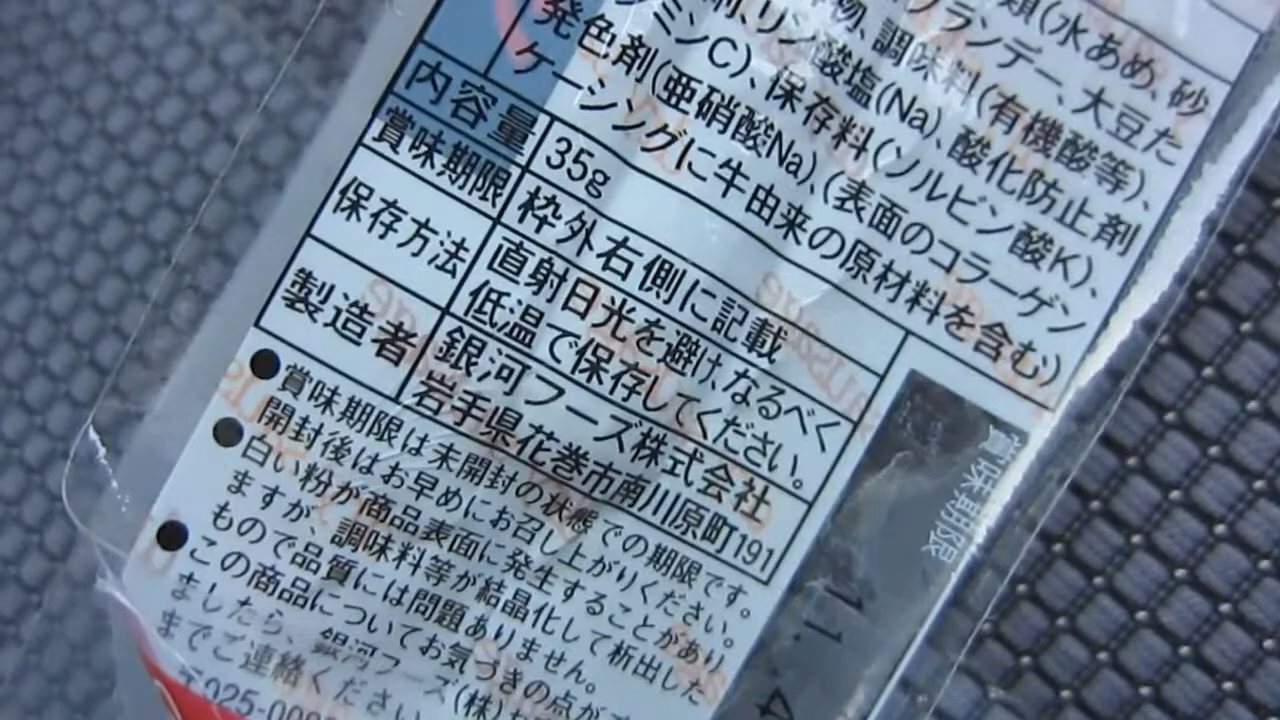 類(水あめ、砂
ブランデー、大豆た
物、調味料(有機酸等)、
剤、リン酸塩(Na)、酸化防止剤
ミンC)、保存料(ソルビン酸K)、
発色剤(亜硝酸Na)、(表面のコラーゲン
ケーシングに牛由来の原材料を含む)
内容量 35g
賞味期限 枠外右側に記載
保存方法 直射日光を避け、なるべく
低温で保存してください。
製造者 銀河フーズ株式会社
岩手県花巻市南川原町191
●賞味期限は未開封の状態での期限です。
開封後はお早めにお召し上がりください。
●白い粉が商品表面に発生することがあり
ますが、調味料等が結晶化して析出した
もので品質には問題ありません。
●この商品についてお気づきの点が
ましたら、銀河フーズ(株)
までご連絡ください
〒025-00
賞味期限